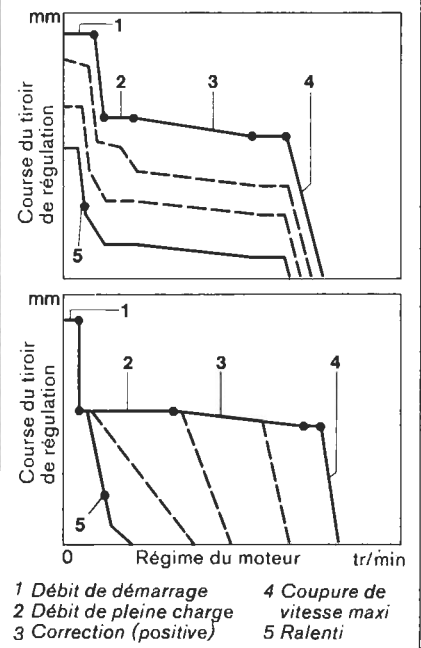 mm
1
2
3
4
5
Course du tiroir
de régulation
mm
1
2
3
4
5
Course du tiroir
de régulation
0 Régime du moteur tr/min
1 Débit de démarrage
2 Débit de pleine charge
3 Correction (positive)
4 Coupure de
vitesse maxi
5 Ralenti